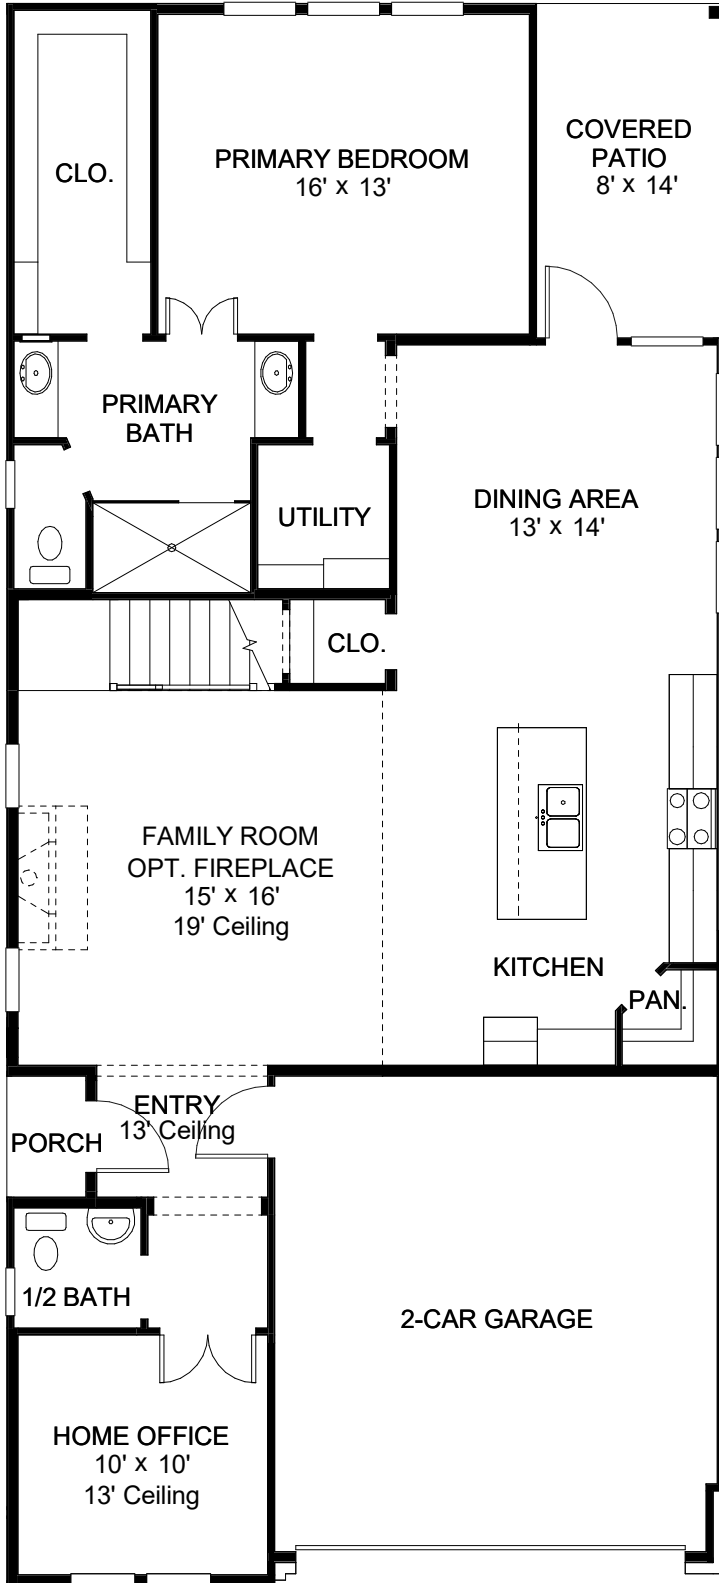 CLO.
PRIMARY BEDROOM
16' x 13'
COVERED
PATIO
8' x 14'
PRIMARY
BATH
UTILITY
DINING AREA
13' x 14'
CLO.
FAMILY ROOM
OPT. FIREPLACE
15' x 16'
19' Ceiling
KITCHEN
PAN.
ENTRY
13' Ceiling
PORCH
1/2 BATH
2-CAR GARAGE
HOME OFFICE
10' x 10'
13' Ceiling